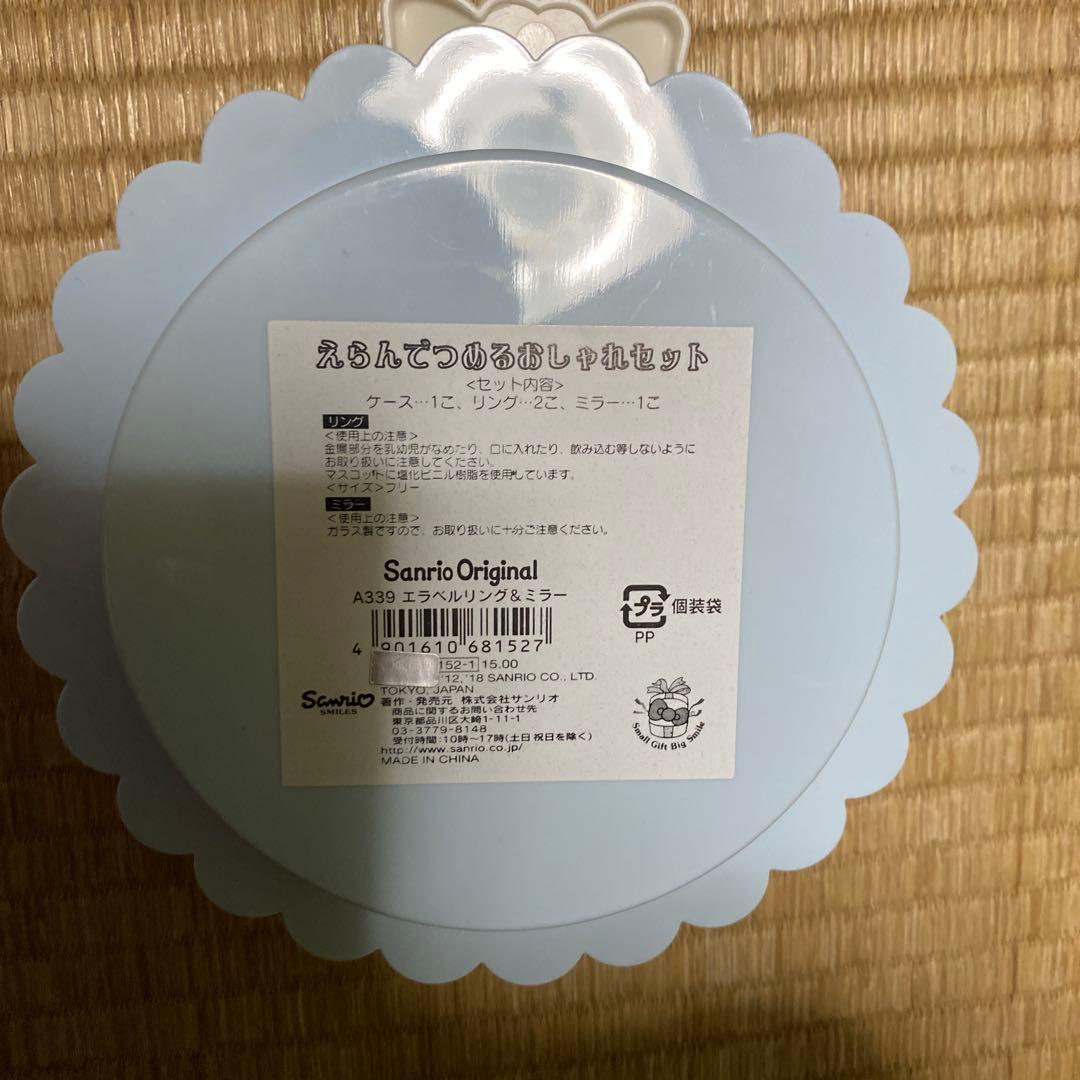 えらんでつめるおしゃれセット
<セット内容>
ケース…1こ、リング…2こ、ミラー…1こ
リング
<使用上の注意>
金属部分を乳幼児がなめたり、口に入れたり、飲み込む等しないように
お取り扱いに注意してください。
マスコットに塩化ビニル樹脂を使用しています。
<サイズ>フリー
ミラー
<使用上の注意>
ガラス製ですので、お取り扱いに十分ご注意ください。
Sanrio Original
A339 エラベルリング&ミラー
4 901610 681527
プラ 個装袋
PP
152-1 15.00
'12,'18 SANRIO CO., LTD.
TOKYO, JAPAN
Sanrio
SMILES
著作・発売元 株式会社サンリオ
商品に関するお問い合わせ先
東京都品川区大崎1-11-1
03-3779-8148
受付時間:10時〜17時(土日祝日を除く)
http://www.sanrio.co.jp/
MADE IN CHINA
Small Gift Big Smile